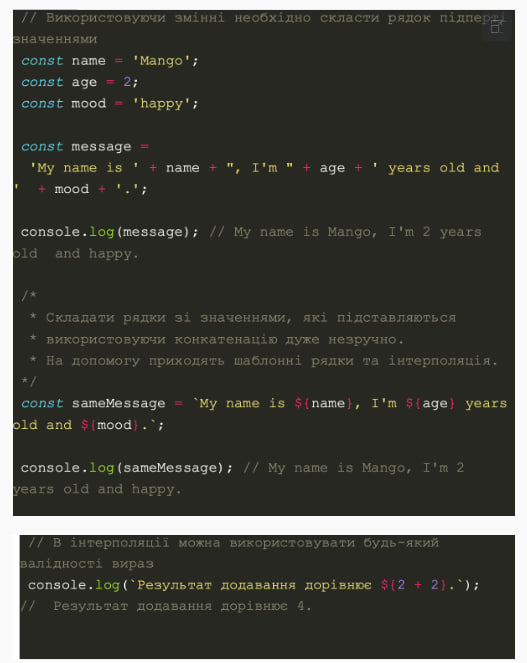 // Використовуючи змінні необхідно скласти рядок підперті
значеннями
const name = 'Mango';
const age = 2;
const mood = 'happy';
const message =
'My name is ' + name + ", I'm " + age + ' years old and
' + mood + '.';
console.log(message); // My name is Mango, I'm 2 years
old  and happy.
/*
* Складати рядки зі значеннями, які підставляються
* використовуючи конкатенацію дуже незручно.
* На допомогу приходять шаблонні рядки та інтерполяція.
*/
const sameMessage = `My name is ${name}, I'm ${age} years
old and ${mood}.`;
console.log(sameMessage); // My name is Mango, I'm 2
years old and happy.
// В інтерполяції можна використовувати будь-який
валідності вираз
console.log(`Результат додавання дорівнює ${2 + 2}.`);
//  Результат додавання дорівнює 4.